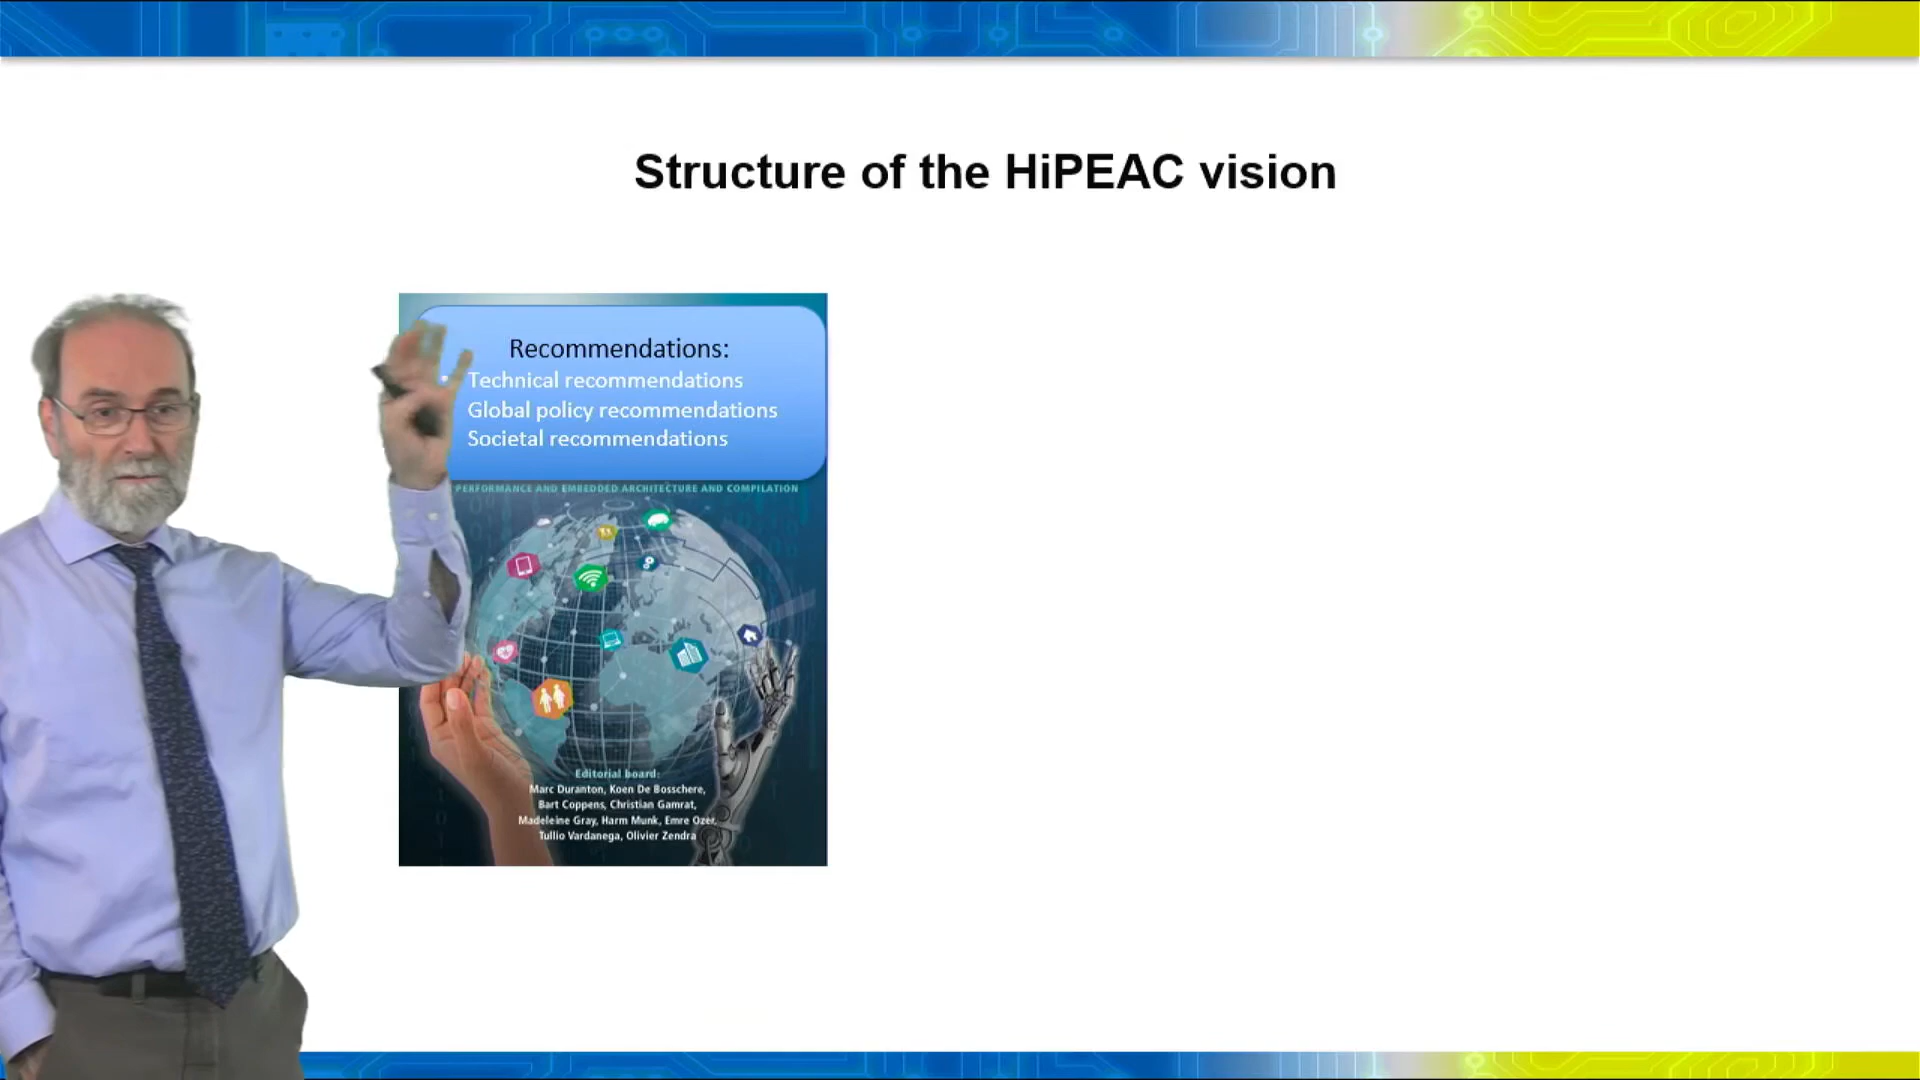 Structure of the HiPEAC vision
Recommendations:
Technical recommendations
Global policy recommendations
Societal recommendations
PERFORMANCE AND EMBEDDED ARCHITECTURE AND COMPILATION
Editorial board:
Marc Duranton, Koen De Bosschere,
Bart Coppens, Christian Gamrat,
Madeleine Gray, Harm Munk, Emre Ozer,
Tullio Vardanega, Olivier Zendra